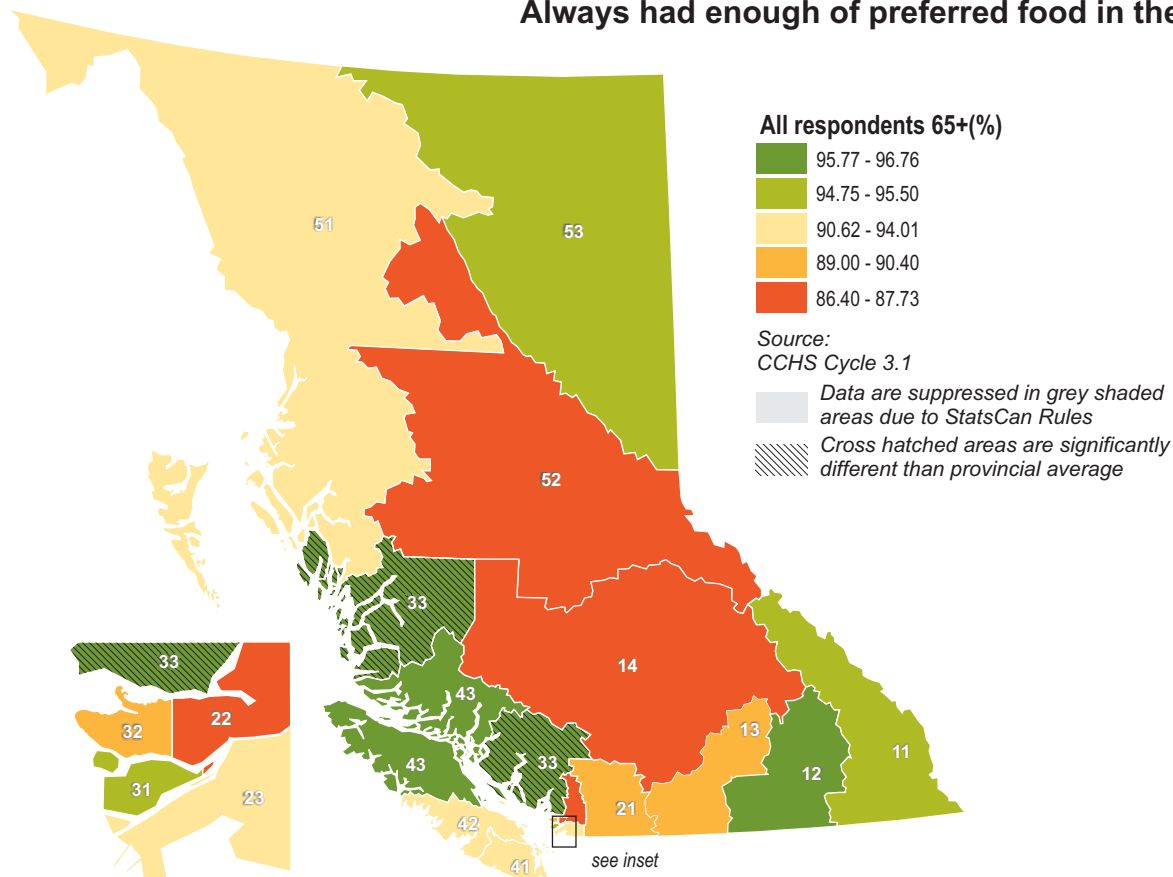 Always had enough of preferred food in the
All respondents 65+(%)
95.77 - 96.76
94.75 - 95.50
90.62 - 94.01
89.00 - 90.40
86.40 - 87.73
Source:
CCHS Cycle 3.1
Data are suppressed in grey shaded
areas due to StatsCan Rules
Cross hatched areas are significantly
different than provincial average
51
53
52
33
14
43
33
43
13
12
11
21
42
41
see inset
33
32
22
31
23